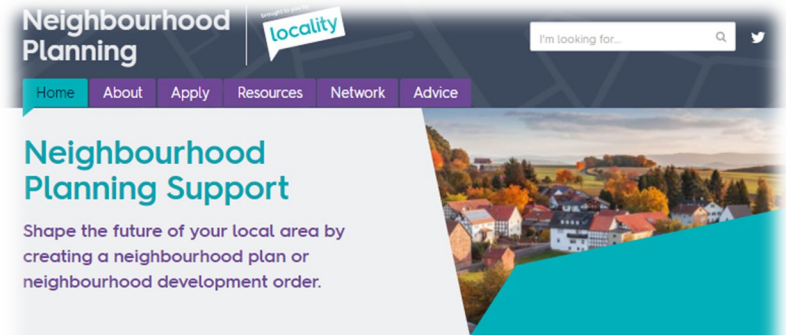 Neighbourhood
Planning
brought to you by
locality
I'm looking for...
Home
About
Apply
Resources
Network
Advice
Neighbourhood
Planning Support
Shape the future of your local area by
creating a neighbourhood plan or
neighbourhood development order.